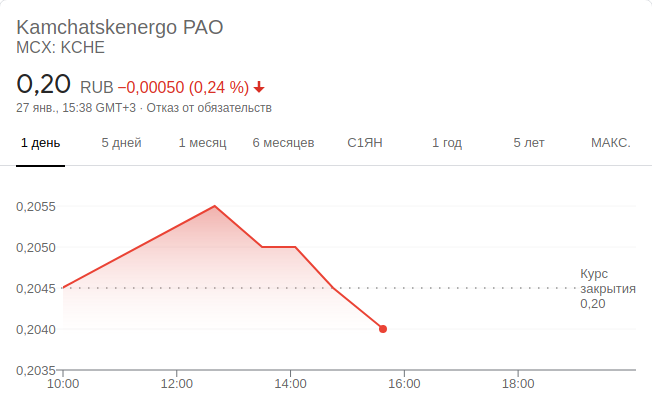 Kamchatskenergo PAO
MCX: KCHE
0,20 RUB −0,00050 (0,24 %)
27 янв., 15:38 GMT+3 · Отказ от обязательств
1 день 5 дней 1 месяц 6 месяцев С1ЯН 1 год 5 лет МАКС.
0,2055
0,2050
0,2045
0,2040
0,2035
Курс
закрытия
0,20
10:00 12:00 14:00 16:00 18:00